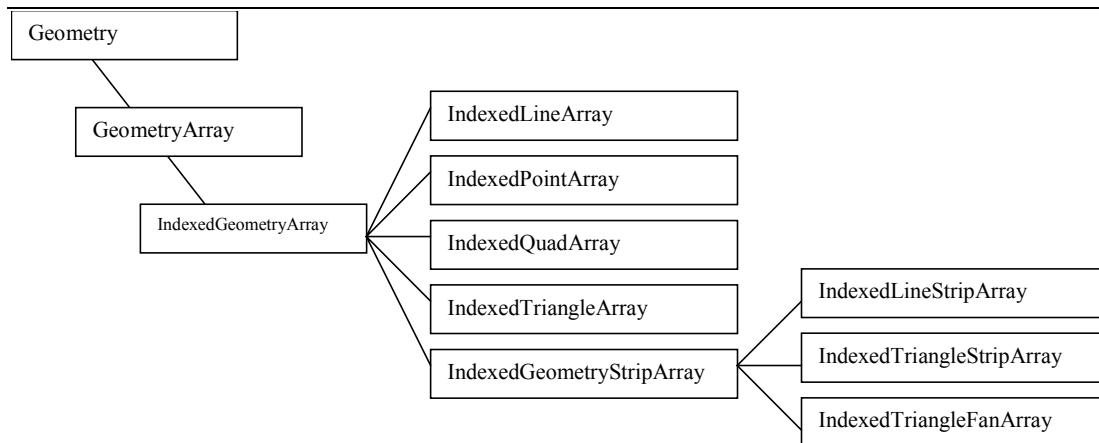 Geometry
GeometryArray
IndexedGeometryArray
IndexedLineArray
IndexedPointArray
IndexedQuadArray
IndexedTriangleArray
IndexedGeometryStripArray
IndexedLineStripArray
IndexedTriangleStripArray
IndexedTriangleFanArray